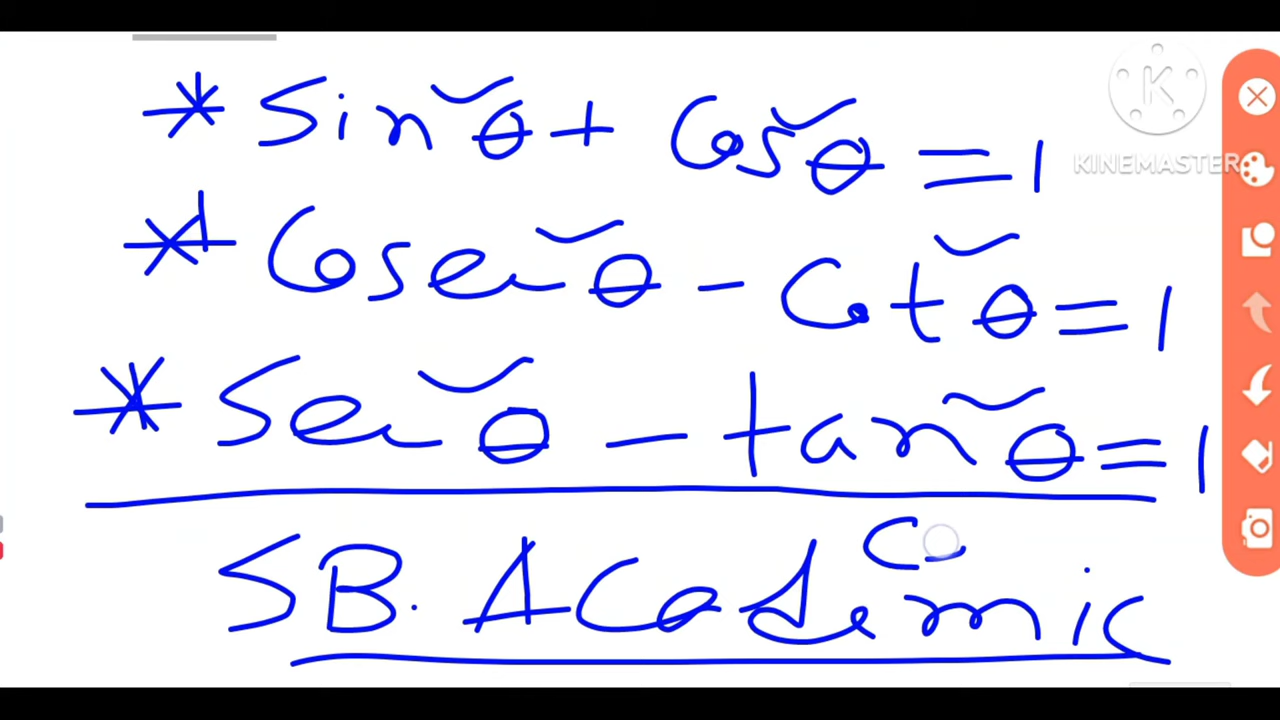 * Sin²θ + Cos²θ = 1
KINEMASTER
* Cosec²θ - Cot²θ = 1
* Sec²θ - tan²θ = 1
SB. Academic